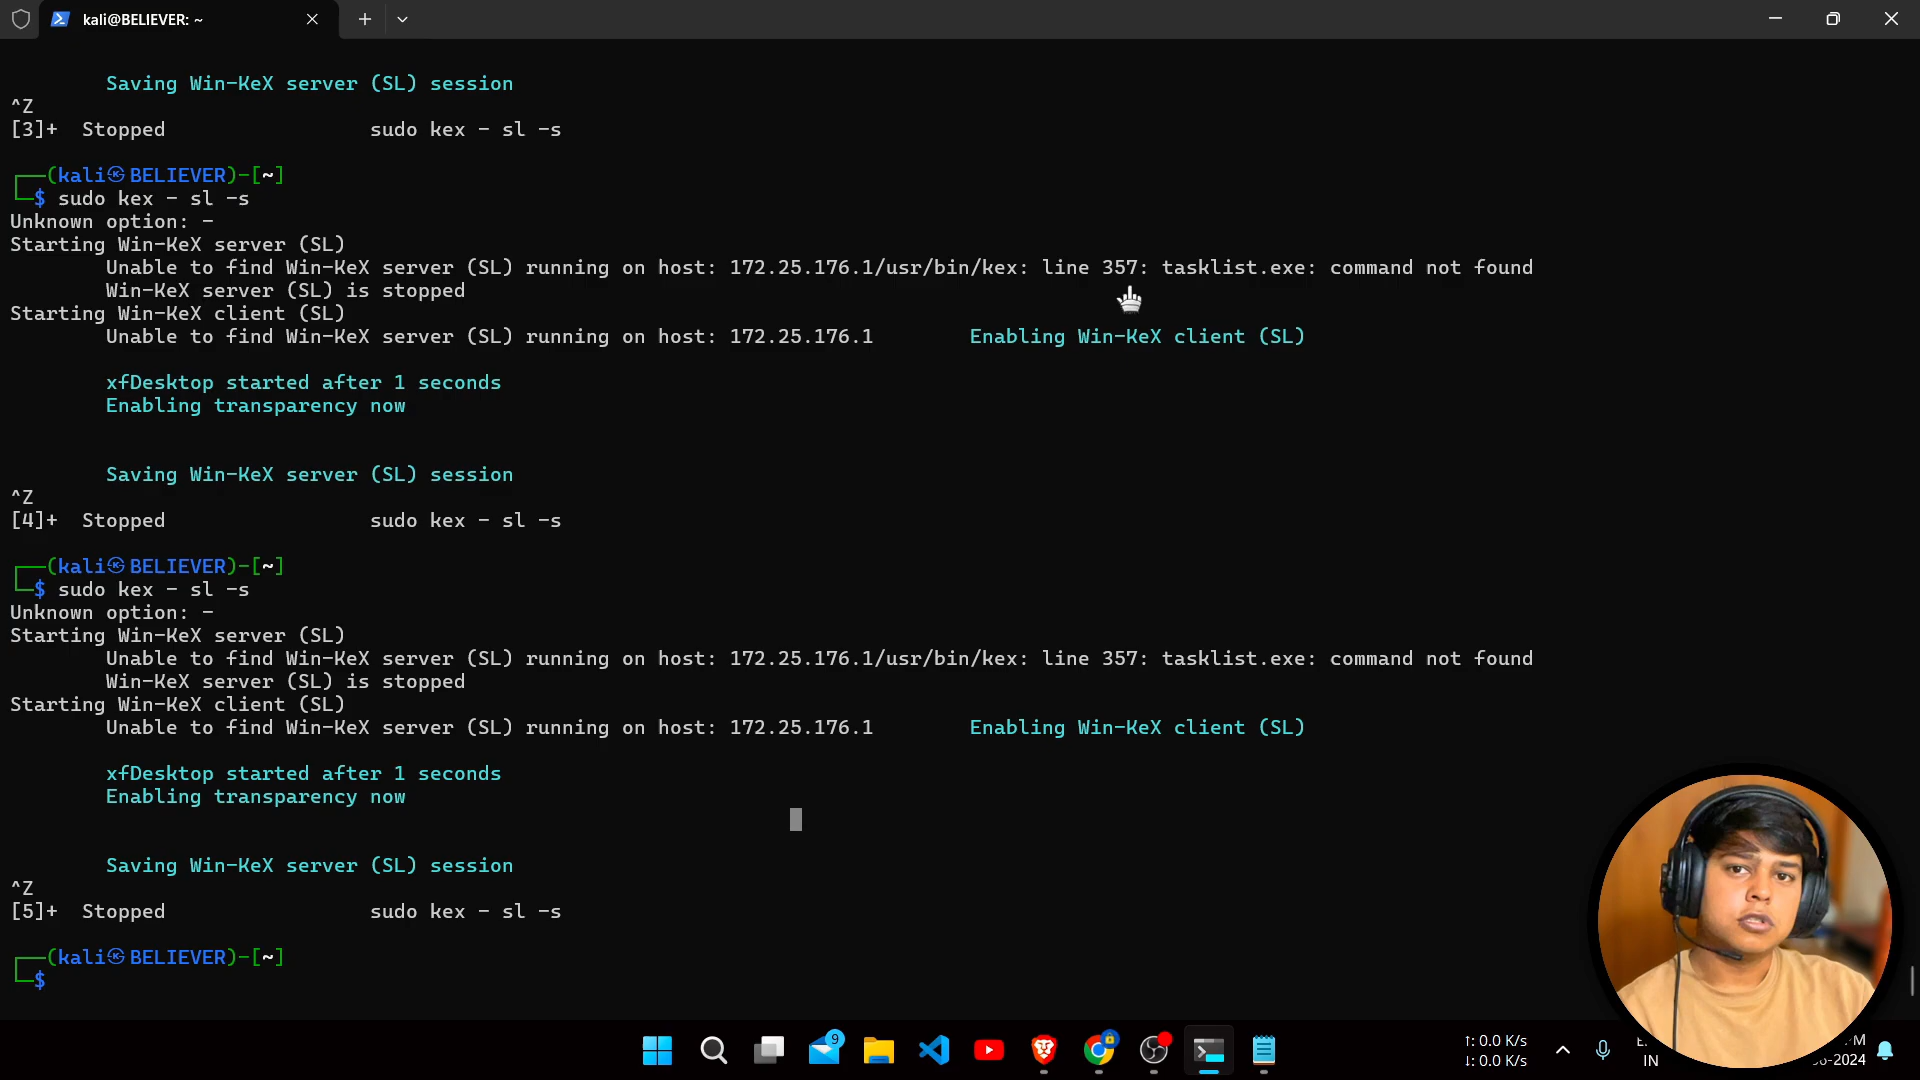 kali@BELIEVER: ~
Saving Win-KeX server (SL) session
^Z
[3]+  Stopped                 sudo kex - sl -s
┌──(kali㉿BELIEVER)-[~]
└─$ sudo kex - sl -s
Unknown option: -
Starting Win-KeX server (SL)
Unable to find Win-KeX server (SL) running on host: 172.25.176.1/usr/bin/kex: line 357: tasklist.exe: command not found
Win-KeX server (SL) is stopped
Starting Win-KeX client (SL)
Unable to find Win-KeX server (SL) running on host: 172.25.176.1        Enabling Win-KeX client (SL)
xfDesktop started after 1 seconds
Enabling transparency now
Saving Win-KeX server (SL) session
^Z
[4]+  Stopped                 sudo kex - sl -s
┌──(kali㉿BELIEVER)-[~]
└─$ sudo kex - sl -s
Unknown option: -
Starting Win-KeX server (SL)
Unable to find Win-KeX server (SL) running on host: 172.25.176.1/usr/bin/kex: line 357: tasklist.exe: command not found
Win-KeX server (SL) is stopped
Starting Win-KeX client (SL)
Unable to find Win-KeX server (SL) running on host: 172.25.176.1        Enabling Win-KeX client (SL)
xfDesktop started after 1 seconds
Enabling transparency now
Saving Win-KeX server (SL) session
^Z
[5]+  Stopped                 sudo kex - sl -s
┌──(kali㉿BELIEVER)-[~]
└─$
9
↑: 0.0 K/s
↓: 0.0 K/s
IN
-2024